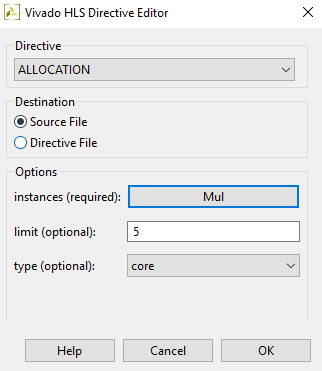 Vivado HLS Directive Editor
Directive
ALLOCATION
Destination
Source File
Directive File
Options
instances (required): Mul
limit (optional): 5
type (optional): core
Help Cancel OK